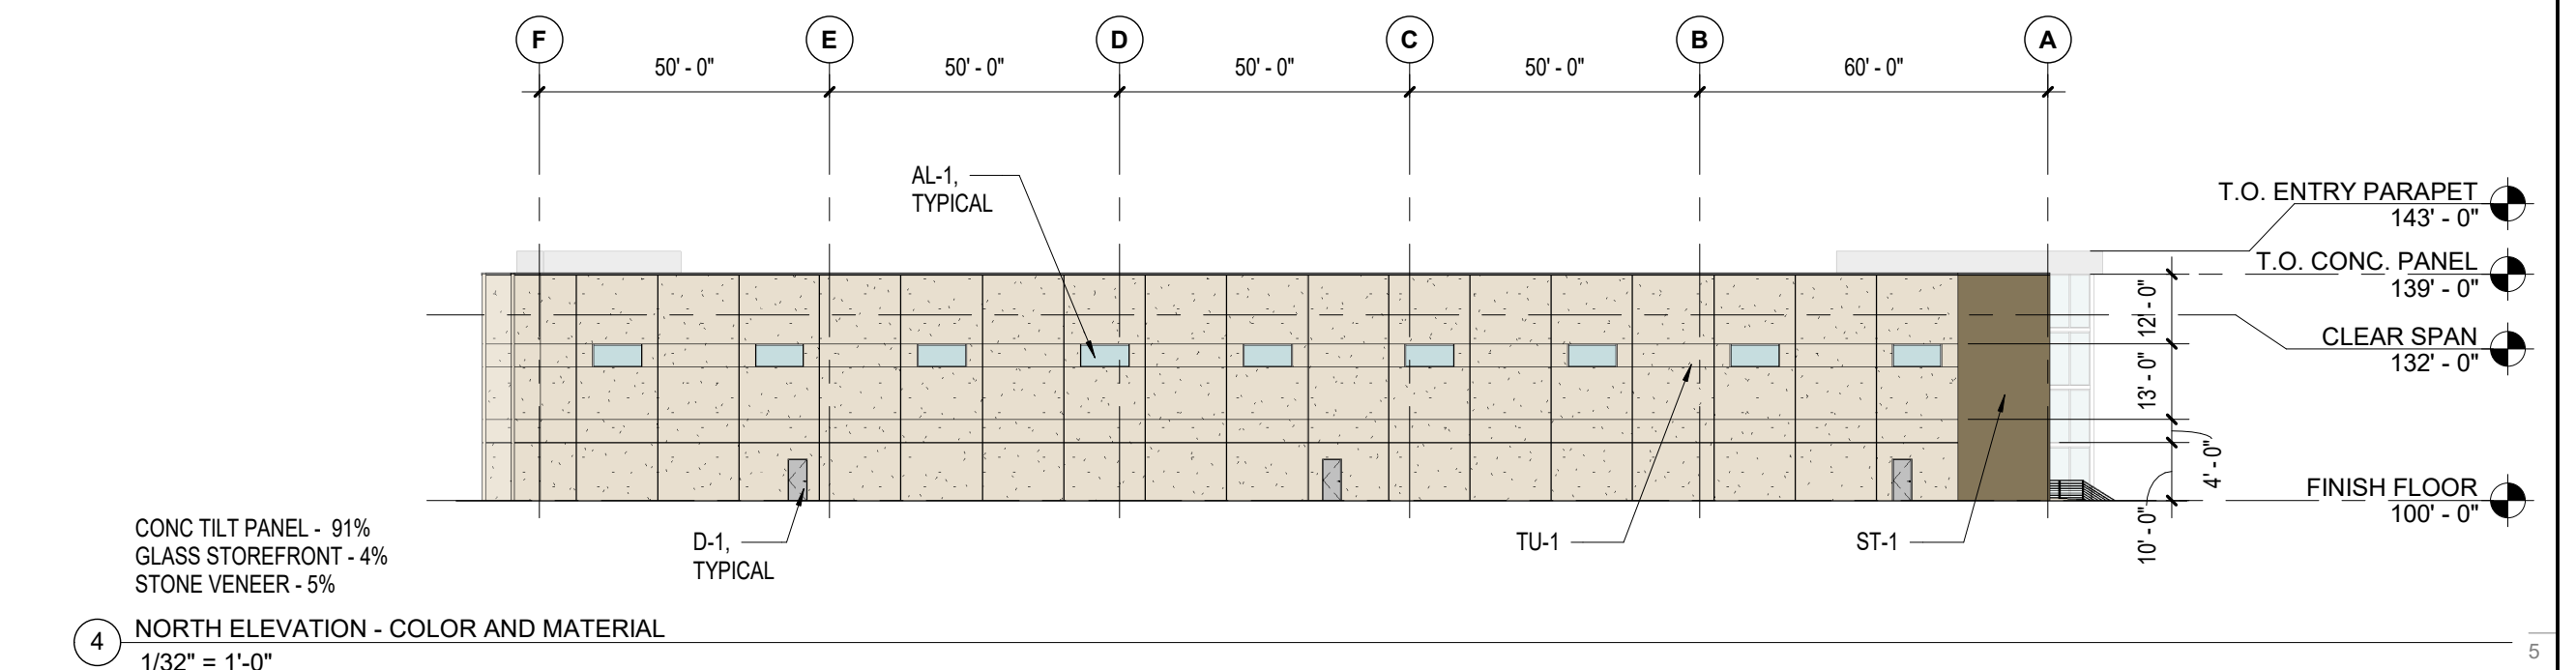 F E D C B A
50' - 0" 50' - 0" 50' - 0" 50' - 0" 60' - 0"
AL-1,
TYPICAL
T.O. ENTRY PARAPET
143' - 0"
T.O. CONC. PANEL
139' - 0"
CLEAR SPAN
132' - 0"
FINISH FLOOR
100' - 0"
12' - 0"
13' - 0"
4' - 0"
10' - 0"
D-1,
TYPICAL
TU-1
ST-1
CONC TILT PANEL - 91%
GLASS STOREFRONT - 4%
STONE VENEER - 5%
4
NORTH ELEVATION - COLOR AND MATERIAL
1/32" = 1'-0"
5